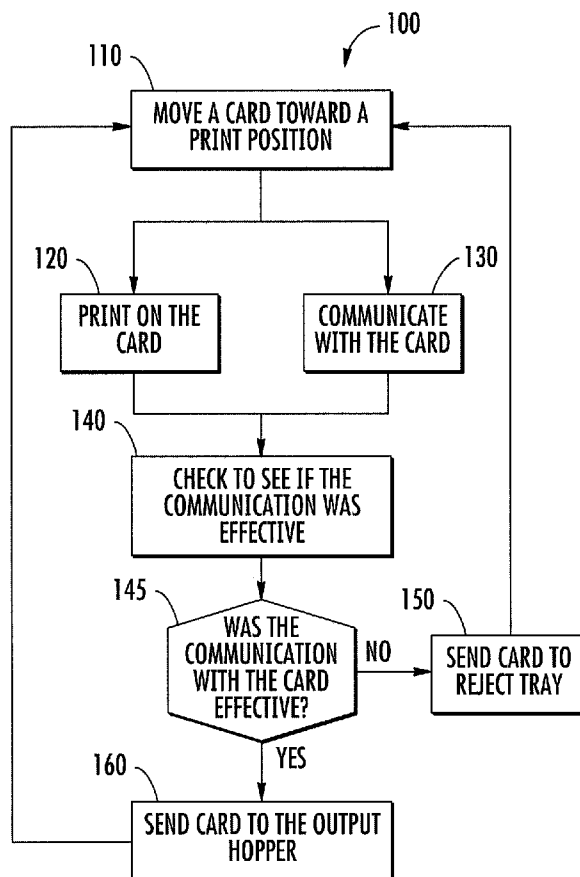 100
110
MOVE A CARD TOWARD A
PRINT POSITION
120
PRINT ON THE
CARD
130
COMMUNICATE
WITH THE CARD
140
CHECK TO SEE IF THE
COMMUNICATION WAS
EFFECTIVE
145
WAS THE
COMMUNICATION
WITH THE CARD
EFFECTIVE?
NO
150
SEND CARD TO
REJECT TRAY
YES
160
SEND CARD TO THE OUTPUT
HOPPER